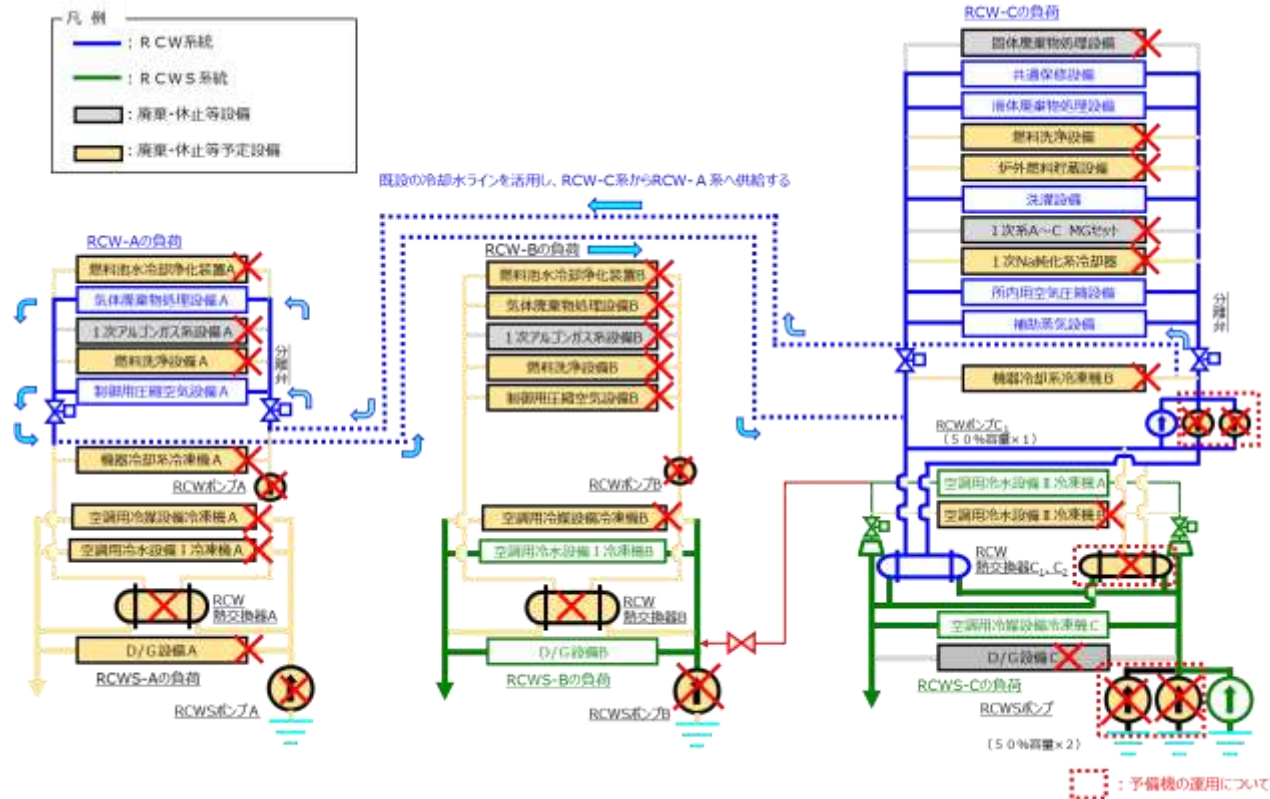 凡 例
：ＲＣＷ系統
：ＲＣＷＳ系統
：廃棄・休止等設備
：廃棄・休止等予定設備
既設の冷却水ラインを活用し、RCW-C系からRCW-A系へ供給する
RCW-Aの負荷
燃料池水冷却浄化装置A
気体廃棄物処理設備A
１次アルゴンガス系設備A
燃料洗浄設備A
制御用圧縮空気設備A
分離弁
機器冷却系冷凍機A
RCWポンプA
空調用冷媒設備冷凍機A
空調用冷水設備Ⅰ冷凍機A
RCW
熱交換器A
D/G設備A
RCWS-Aの負荷
RCWSポンプA
RCW-Bの負荷
燃料池水冷却浄化装置B
気体廃棄物処理設備B
１次アルゴンガス系設備B
燃料洗浄設備B
制御用圧縮空気設備B
RCWポンプB
空調用冷媒設備冷凍機B
空調用冷水設備Ⅰ冷凍機B
RCW
熱交換器B
D/G設備B
RCWS-Bの負荷
RCWSポンプB
RCW-Cの負荷
固体廃棄物処理設備
共通保修設備
液体廃棄物処理設備
燃料洗浄設備
炉外燃料貯蔵設備
洗濯設備
１次系A～C MGセット
１次Na純化系冷却器
所内用空気圧縮設備
補助蒸気設備
分離弁
機器冷却系冷凍機B
RCWポンプC₁
（５０％容量×１）
空調用冷水設備Ⅱ冷凍機A
空調用冷水設備Ⅱ冷凍機B
RCW
熱交換器C₁、C₂
空調用冷媒設備冷凍機C
D/G設備C
RCWS-Cの負荷
RCWSポンプ
（５０％容量×２）
：予備機の運用について